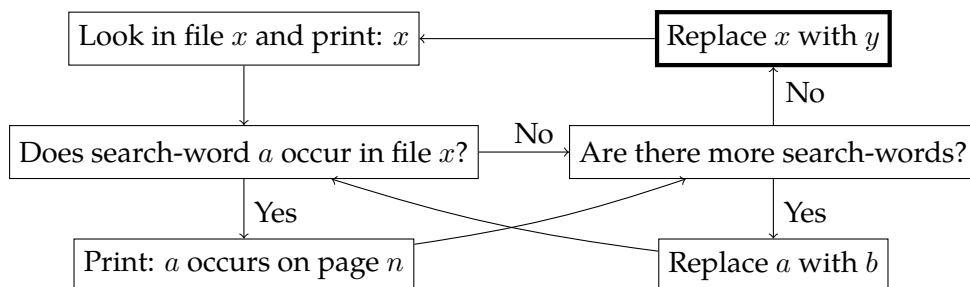 Look in file x and print: x
Replace x with y
No
Does search-word a occur in file x?
No
Are there more search-words?
Yes
Yes
Print: a occurs on page n
Replace a with b